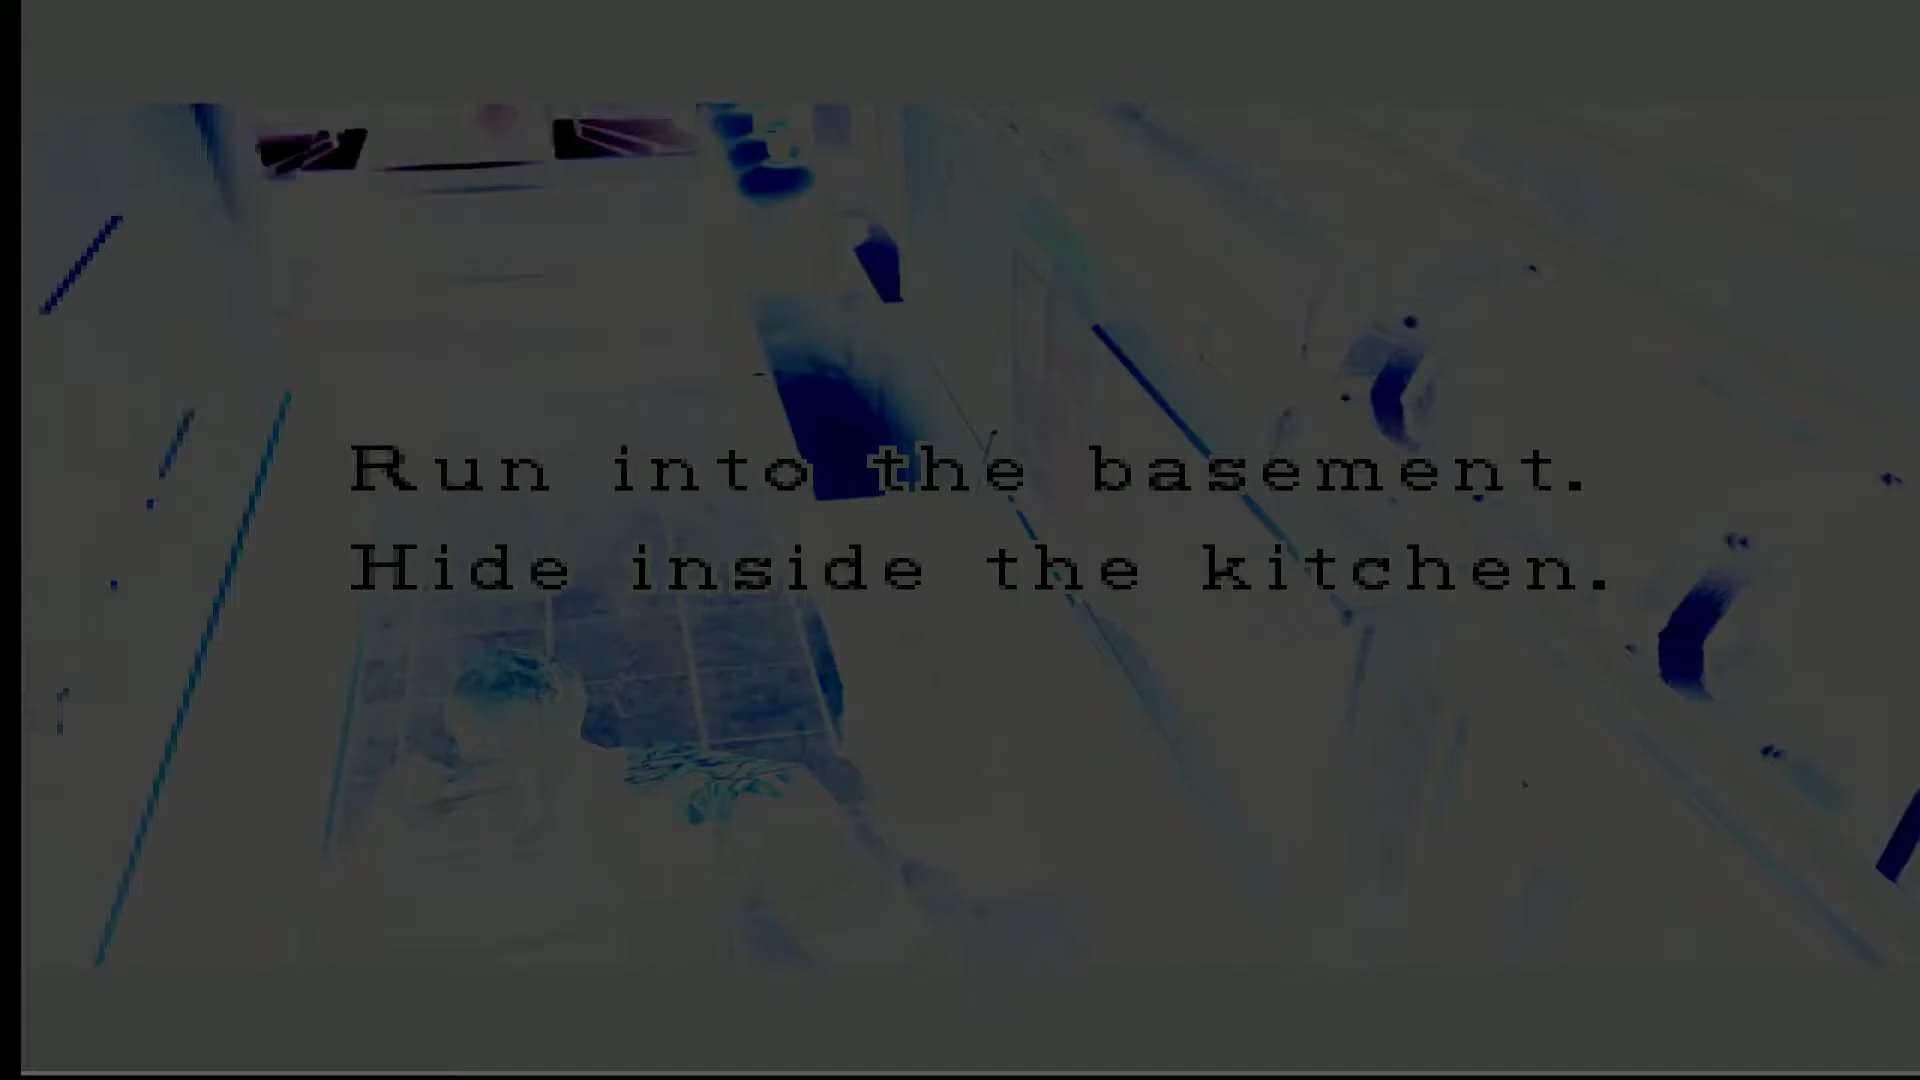 Run into the basement.
Hide inside the kitchen.